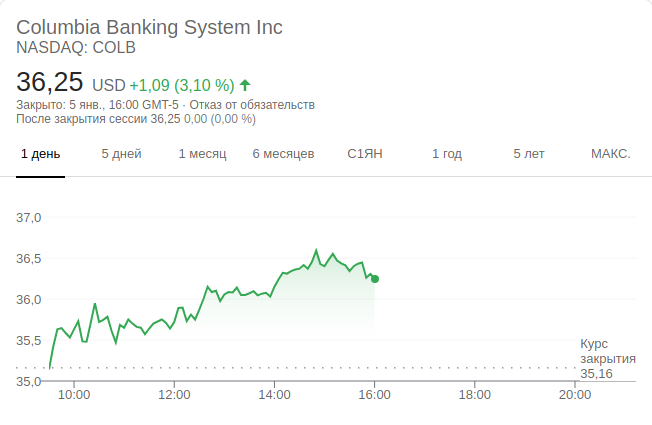 Columbia Banking System Inc
NASDAQ: COLB
36,25 USD +1,09 (3,10 %)
Закрыто: 5 янв., 16:00 GMT-5 · Отказ от обязательств
После закрытия сессии 36,25 0,00 (0,00 %)
1 день 5 дней 1 месяц 6 месяцев С1ЯН 1 год 5 лет МАКС.
37,0
36,5
36,0
35,5
Курс
закрытия
35,16
35,0
10:00 12:00 14:00 16:00 18:00 20:00